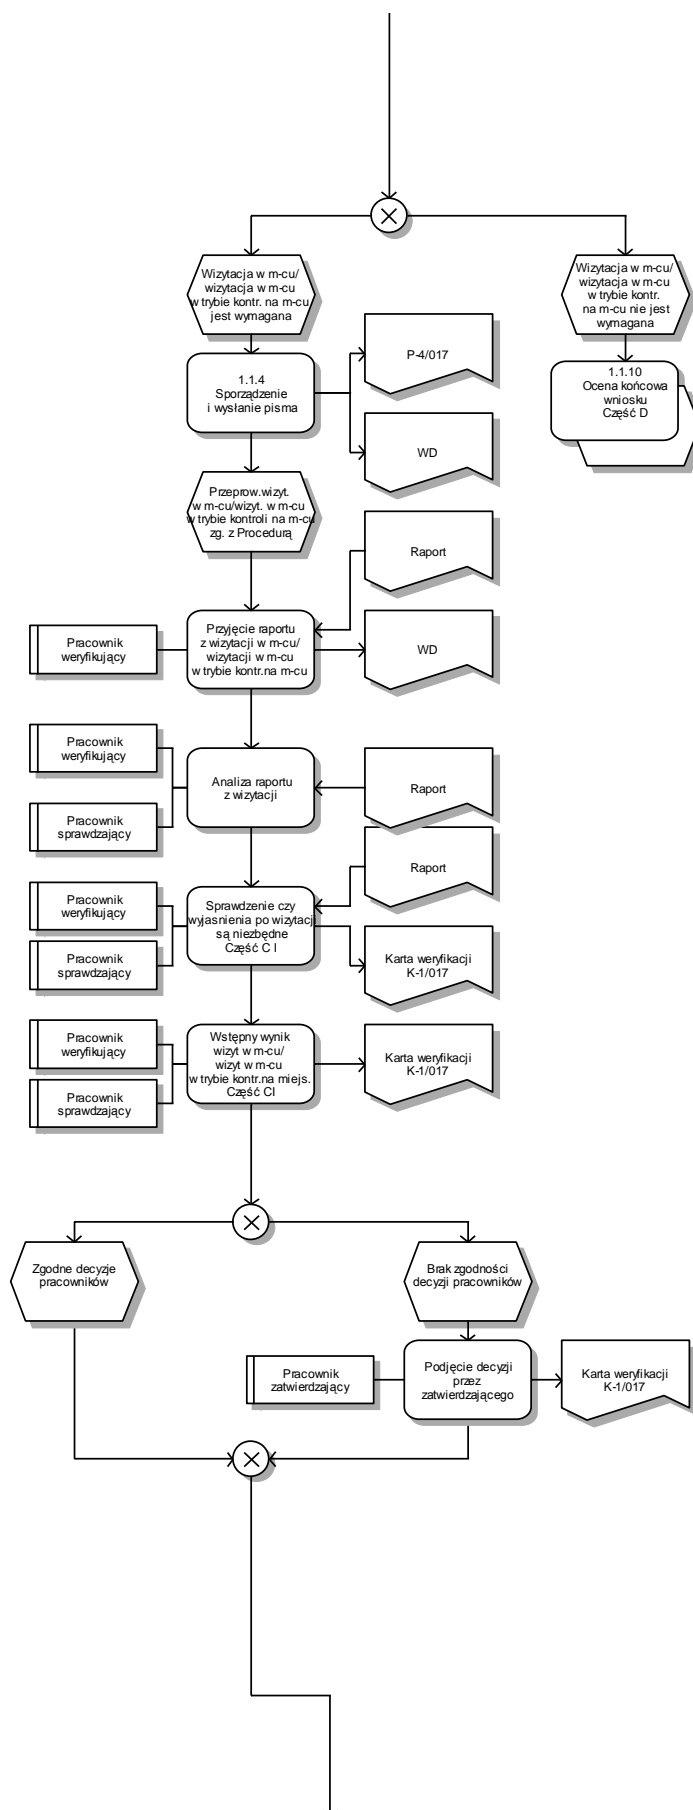 Wizytacja w m-cu/
wizytacja w m-cu
w trybie kontr. na m-cu
jest wymagana
Wizytacja w m-cu/
wizytacja w m-cu
w trybie kontr.
na m-cu nie jest
wymagana
1.1.4
Sporządzenie
i wysłanie pisma
P-4/017
1.1.10
Ocena końcowa
wniosku
Część D
WD
Przeprow.wizyt.
w m-cu/wizyt. w m-cu
w trybie kontroli na m-cu
zg. z Procedurą
Raport
Pracownik
weryfikujący
Przyjęcie raportu
z wizytacji w m-cu/
wizytacji w m-cu
w trybie kontr.na m-cu
WD
Pracownik
weryfikujący
Pracownik
sprawdzający
Analiza raportu
z wizytacji
Raport
Raport
Pracownik
weryfikujący
Pracownik
sprawdzający
Sprawdzenie czy
wyjasnienia po wizytacji
są niezbędne
Część C I
Karta weryfikacji
K-1/017
Pracownik
weryfikujący
Pracownik
sprawdzający
Wstępny wynik
wizyt w m-cu/
wizyt w m-cu
w trybie kontr.na miejs.
Część CI
Karta weryfikacji
K-1/017
Zgodne decyzje
pracowników
Brak zgodności
decyzji pracowników
Pracownik
zatwierdzający
Podjęcie decyzji
przez
zatwierdzającego
Karta weryfikacji
K-1/017